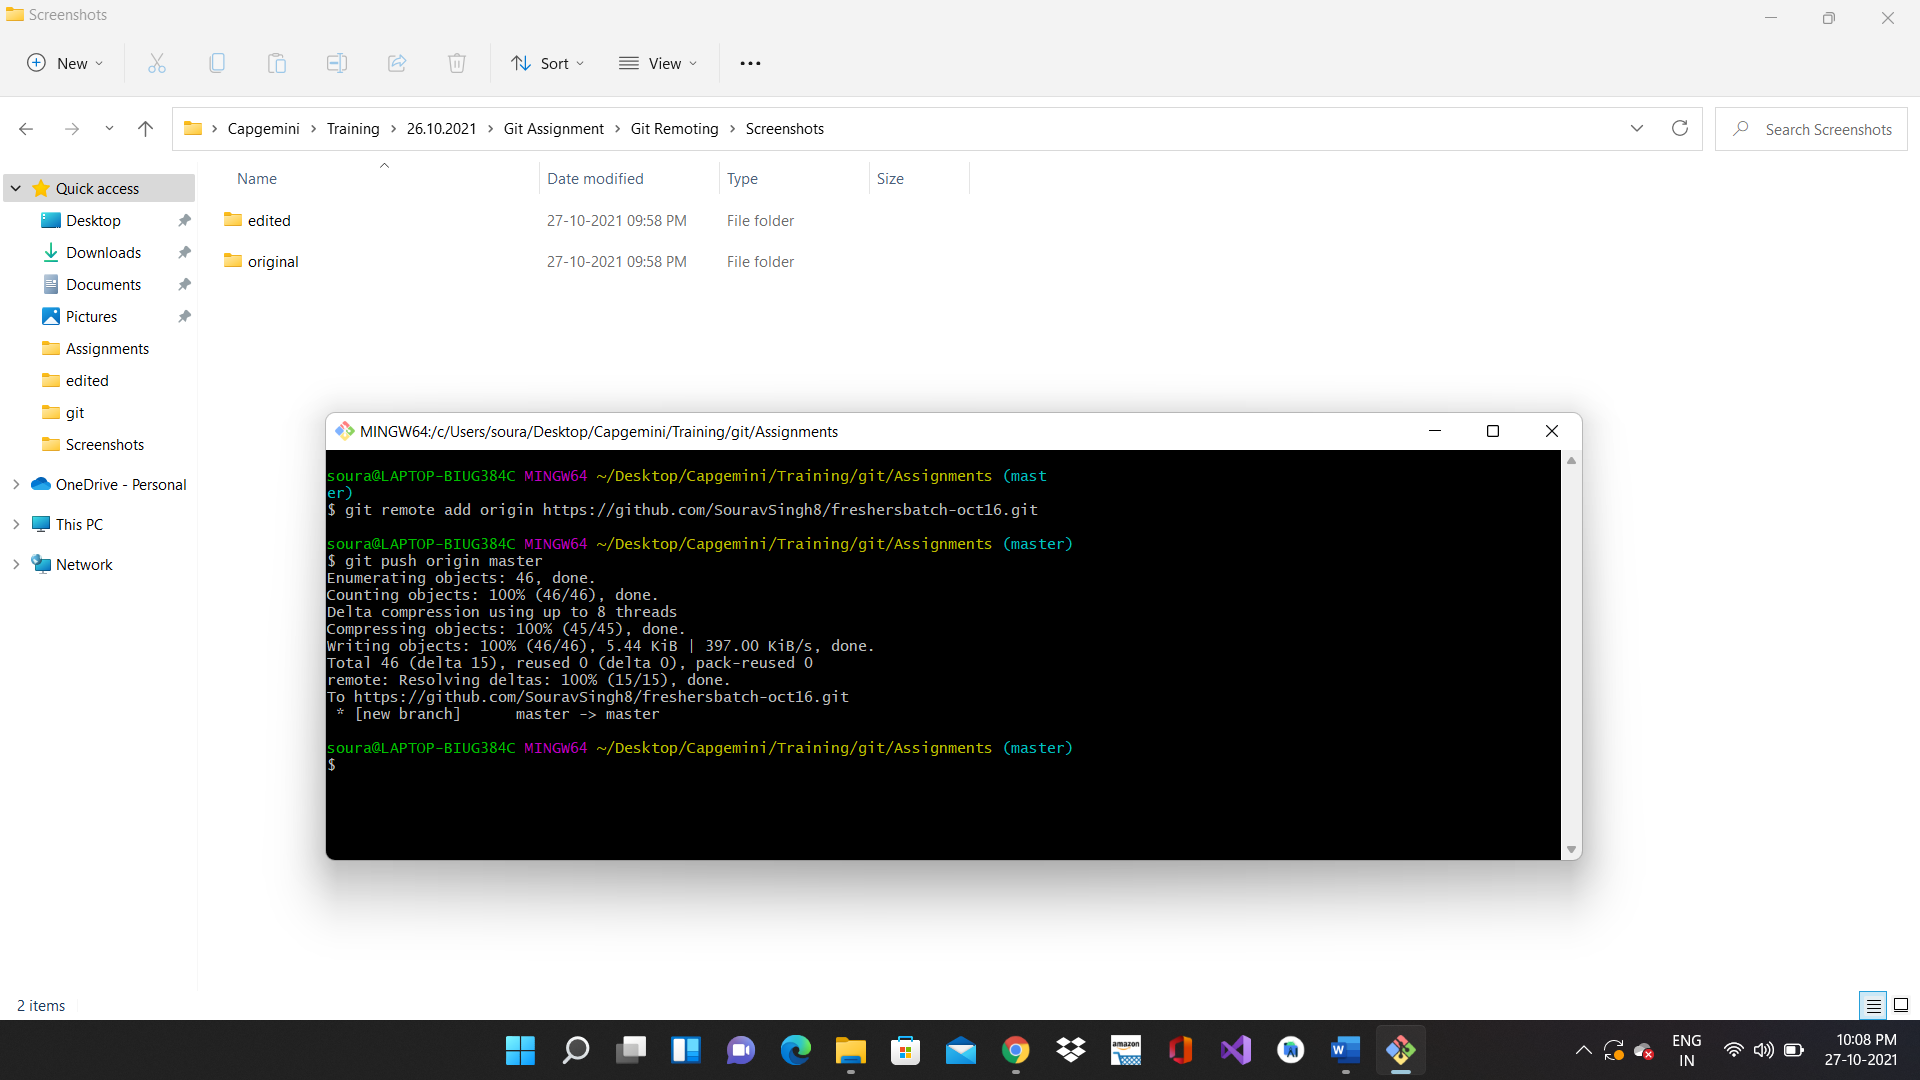 Screenshots
New
Sort
View
Capgemini Training 26.10.2021 Git Assignment Git Remoting Screenshots
Search Screenshots
Name Date modified Type Size
Quick access
Desktop
Downloads
Documents
Pictures
Assignments
edited
git
Screenshots
OneDrive - Personal
This PC
Network
edited 27-10-2021 09:58 PM File folder
original 27-10-2021 09:58 PM File folder
MINGW64:/c/Users/soura/Desktop/Capgemini/Training/git/Assignments
soura@LAPTOP-BIUG384C MINGW64 ~/Desktop/Capgemini/Training/git/Assignments (mast
er)
$ git remote add origin https://github.com/SouravSingh8/freshersbatch-oct16.git
soura@LAPTOP-BIUG384C MINGW64 ~/Desktop/Capgemini/Training/git/Assignments (master)
$ git push origin master
Enumerating objects: 46, done.
Counting objects: 100% (46/46), done.
Delta compression using up to 8 threads
Compressing objects: 100% (45/45), done.
Writing objects: 100% (46/46), 5.44 KiB | 397.00 KiB/s, done.
Total 46 (delta 15), reused 0 (delta 0), pack-reused 0
remote: Resolving deltas: 100% (15/15), done.
To https://github.com/SouravSingh8/freshersbatch-oct16.git
 * [new branch]      master -> master
soura@LAPTOP-BIUG384C MINGW64 ~/Desktop/Capgemini/Training/git/Assignments (master)
$
2 items
amazon
ENG
IN
10:08 PM
27-10-2021